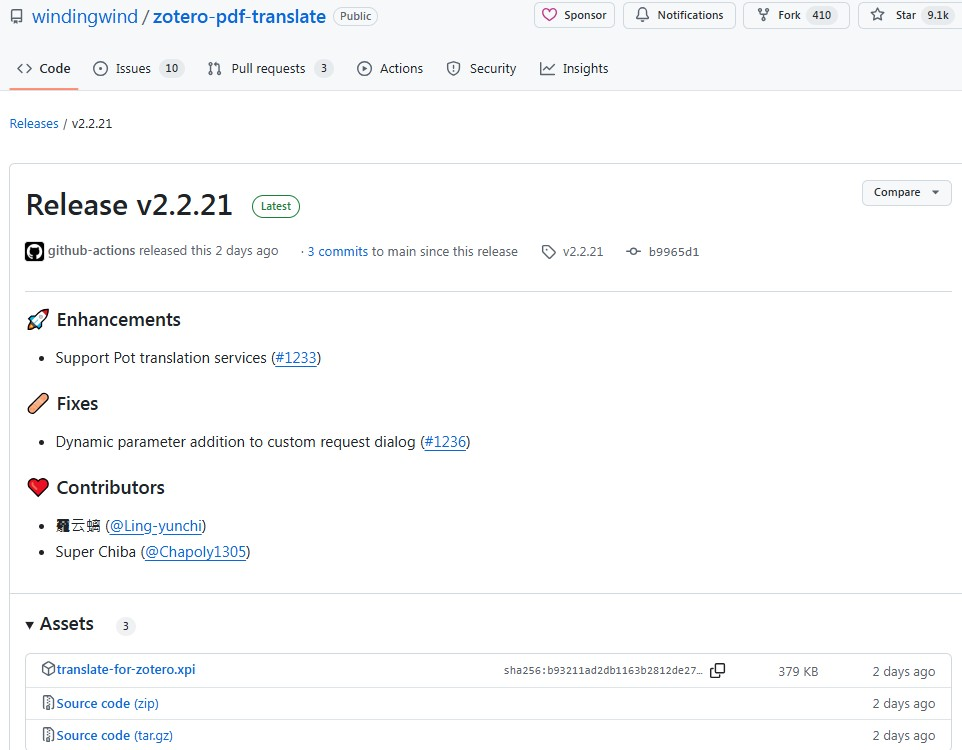 windingwind / zotero-pdf-translate Public Sponsor Notifications Fork 410 Star 9.1k
Code Issues 10 Pull requests 3 Actions Security Insights
Releases / v2.2.21
Release v2.2.21 Latest Compare
github-actions released this 2 days ago · 3 commits to main since this release v2.2.21 b9965d1
🚀 Enhancements
• Support Pot translation services (#1233)
🩹 Fixes
• Dynamic parameter addition to custom request dialog (#1236)
❤️ Contributors
• 云螭 (@Ling-yunchi)
• Super Chiba (@Chapoly1305)
Assets 3
translate-for-zotero.xpi sha256:b93211ad2db1163b2812de27… 379 KB 2 days ago
Source code (zip) 2 days ago
Source code (tar.gz) 2 days ago